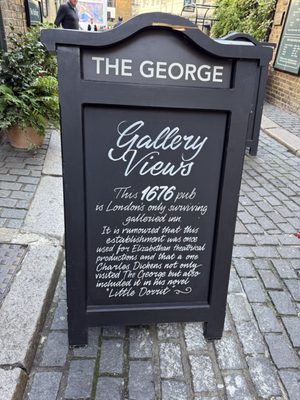 THE GEORGE
Gallery
Views
This 1676 pub
is London's only surviving
galleried inn
It is rumoured that this
establishment was once
used for Elizabethan theatrical
productions and that a one
Charles Dickens not only
visited The George but also
included it in his novel
"Little Dorrit"